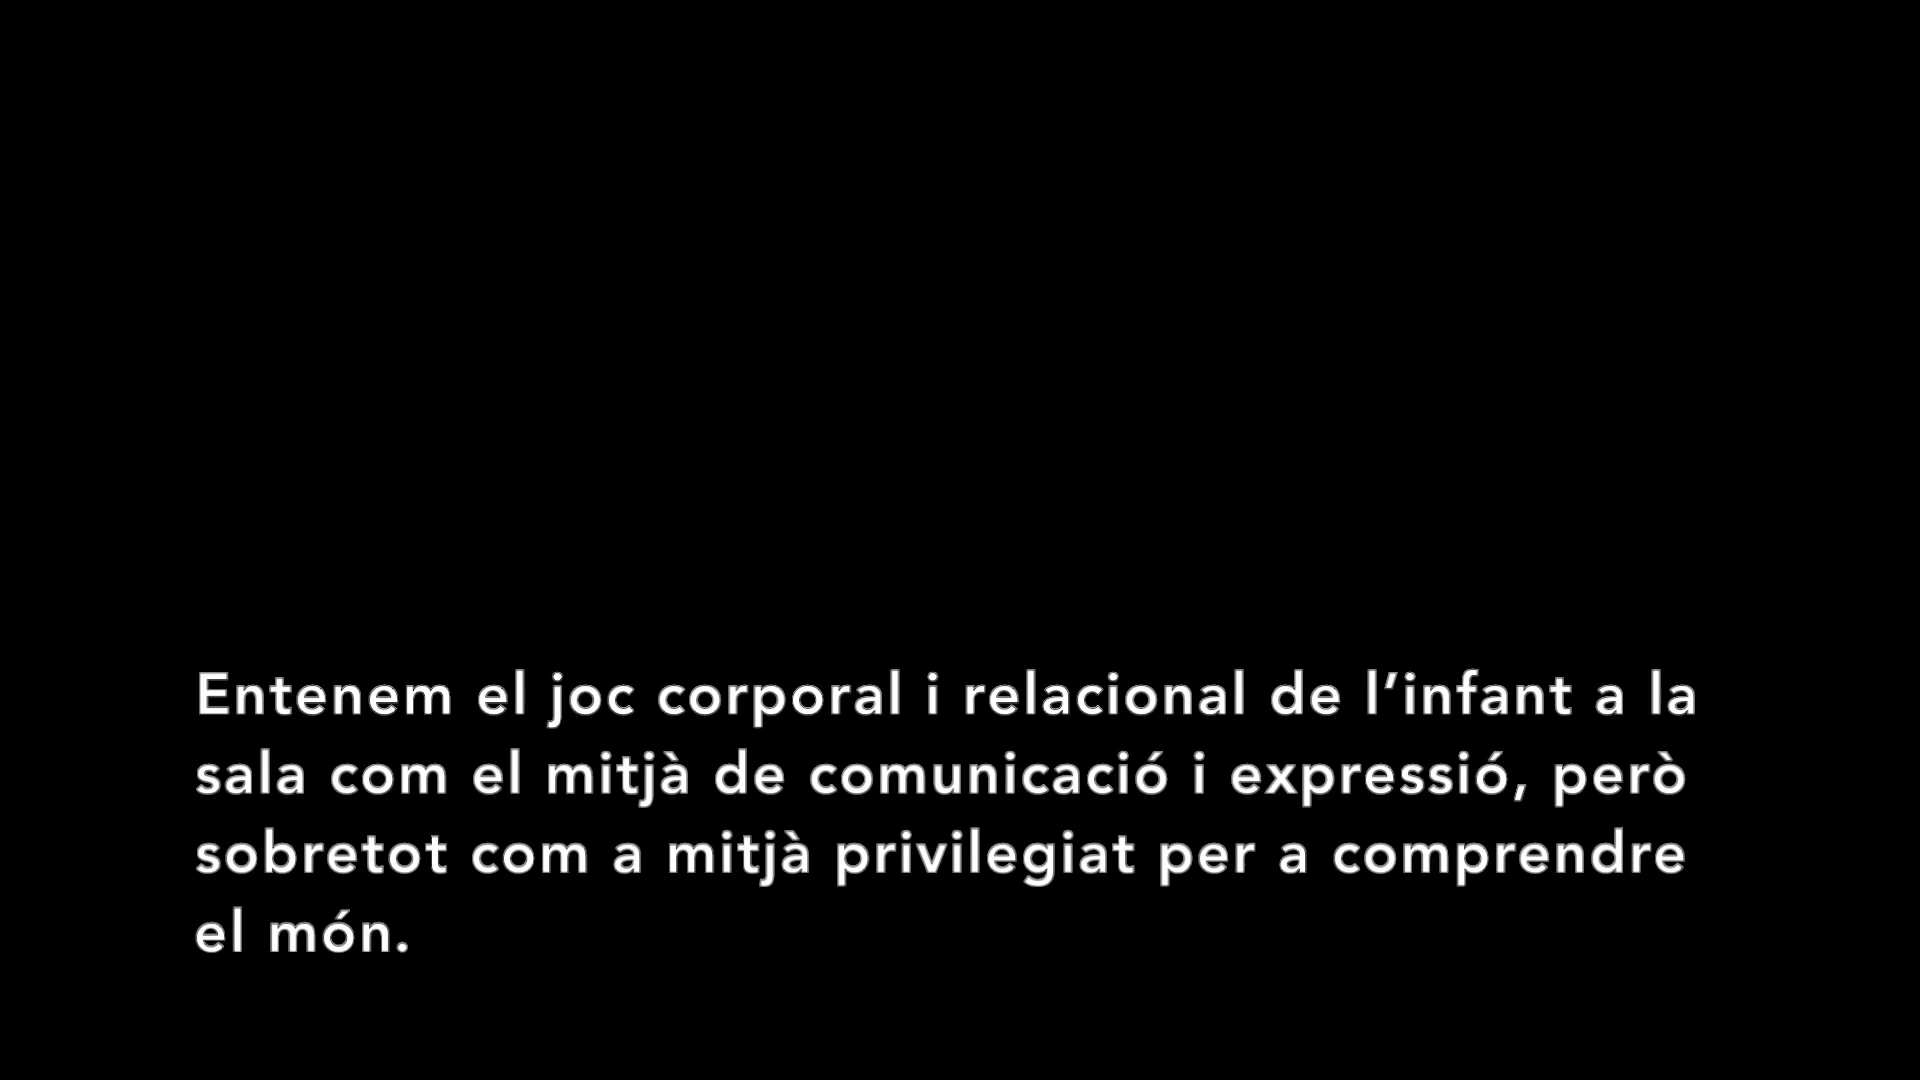 Entenem el joc corporal i relacional de l’infant a la
sala com el mitjà de comunicació i expressió, però
sobretot com a mitjà privilegiat per a comprendre
el món.